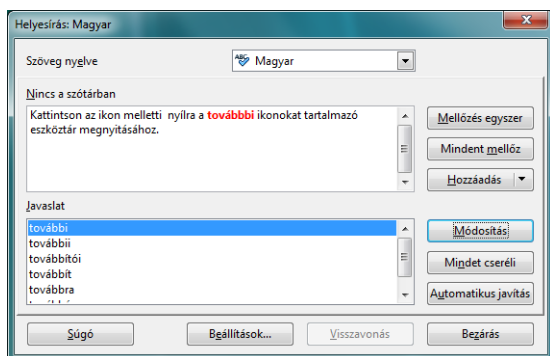 Helyesírás: Magyar
Szöveg nyelve
Magyar
Nincs a szótárban
Kattintson az ikon melletti  nyílra a továbbbi ikonokat tartalmazó
eszköztár megnyitásához.
Mellőzés egyszer
Mindent mellőz
Hozzáadás
Javaslat
további
továbbii
továbbítói
továbbít
továbbra
Módosítás
Mindet cseréli
Automatikus javítás
Súgó
Beállítások...
Visszavonás
Bezárás